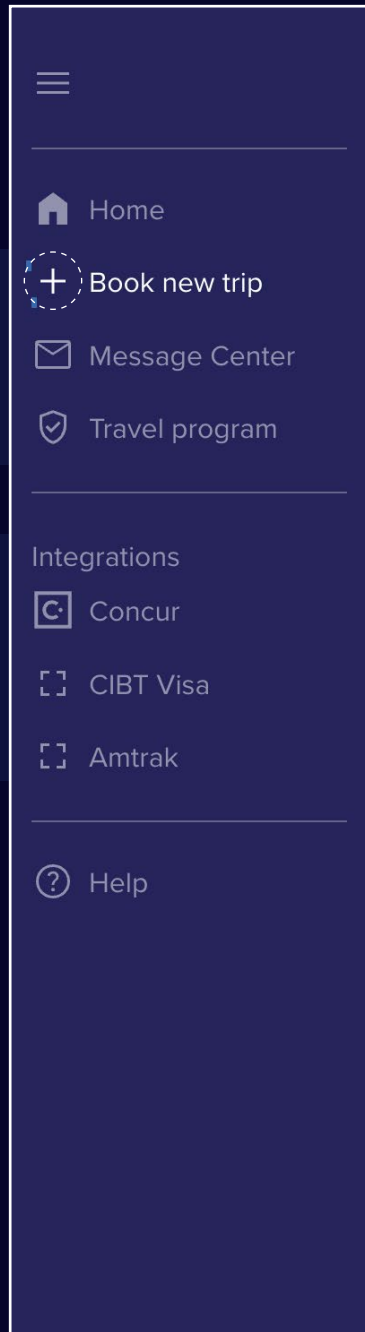 Home
Book new trip
Message Center
Travel program
Integrations
C· Concur
CIBT Visa
Amtrak
? Help